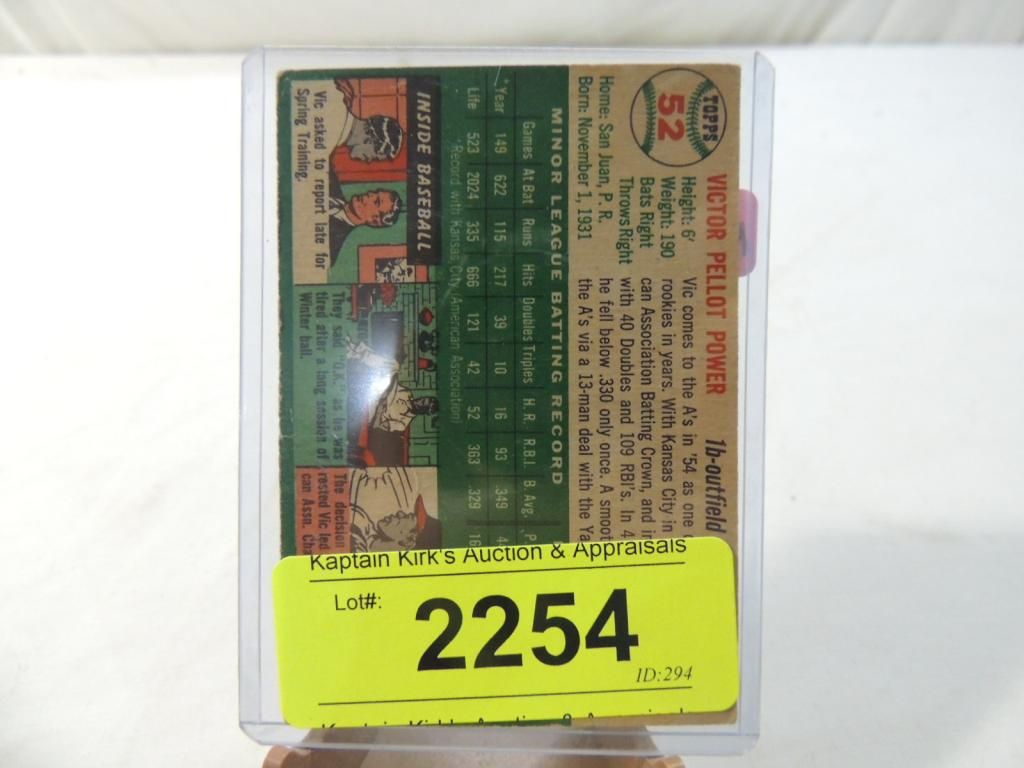 TOPPS
52
VICTOR PELLOT POWER 1b-outfield
Height: 6'
Weight: 190
Bats Right
Throws Right
Home: San Juan, P. R.
Born: November 1, 1931
Vic comes to the A's in '54 as one
rookies in years. With Kansas City in
can Association Batting Crown, and
with 40 Doubles and 109 RBI's. In
he fell below .330 only once. A
the A's via a 13-man deal with the
MINOR LEAGUE BATTING RECORD
Games At Bat Runs Hits Doubles Triples H. R. R.B.I. B. Avg.
*Year 149 622 115 217 39 10 16 93 .349
Life 523 2024 335 666 121 42 52 363 .329
*Record with Kansas City (American Association)
INSIDE BASEBALL
Vic asked to report late for
Spring Training.
They said "O.K." as he was
tired after a long session of
Winter ball.
The decision
rested Vic led
can Assn.
Kaptain Kirk's Auction & Appraisals
Lot#:
2254
ID:294